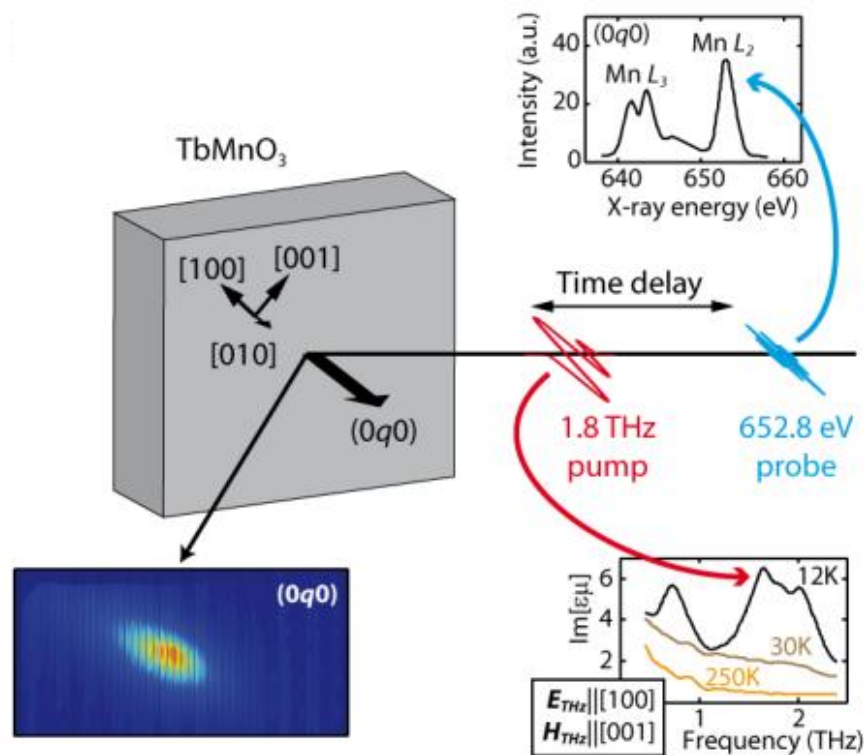 TbMnO₃
[100]
[001]
[010]
(0q0)
(0q0)
Intensity (a.u.)
40
20
0
(0q0)
Mn L₃
Mn L₂
640
650
660
X-ray energy (eV)
Time delay
1.8 THz
pump
652.8 eV
probe
Im[εμ]
6
4
2
12K
30K
250K
1
2
Frequency (THz)
E_THz||[100]
H_THz||[001]